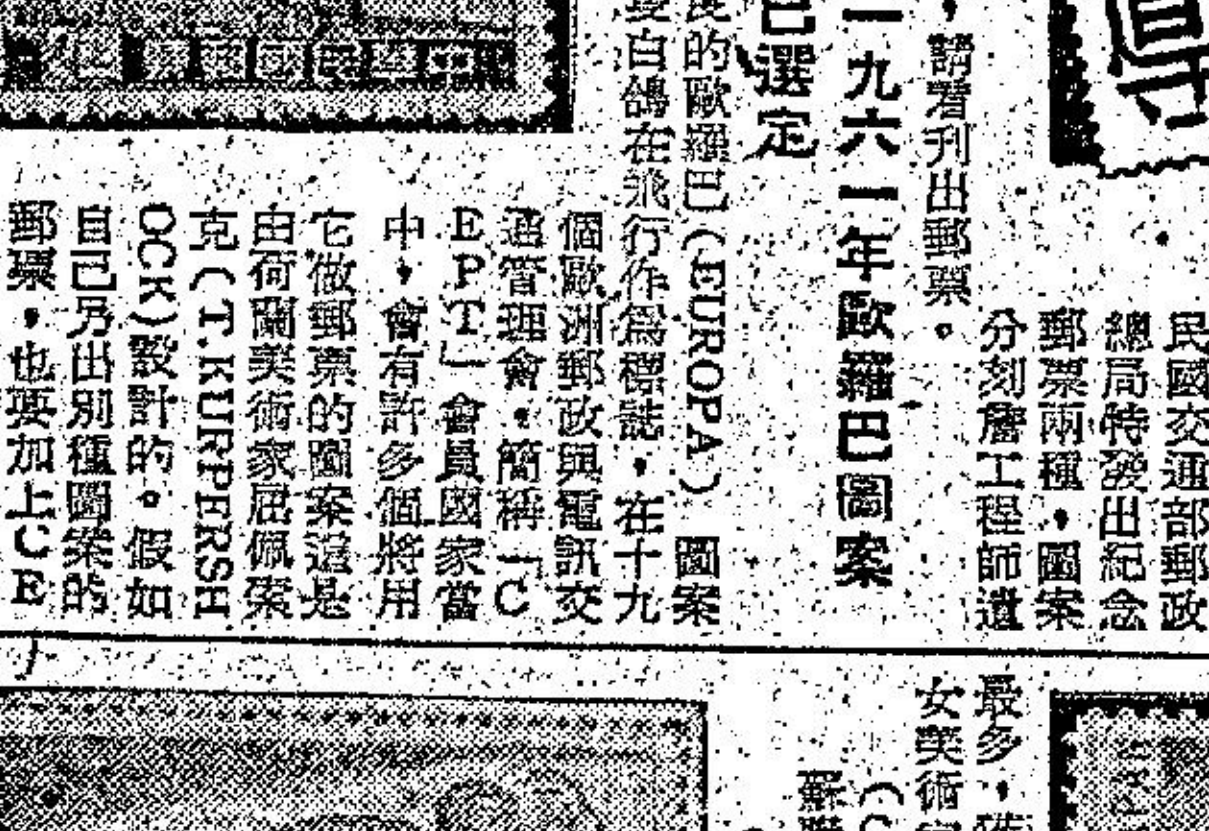 導
民國交通部郵政
總局特發出紀念
郵票兩種，圖案
分刻詹工程師遺
，請看刊出郵票。
一九六一年歐羅巴圖案
已選定
的歐羅巴（EUROPA）圖案
白鴿在飛行作爲標誌，在十九
個歐洲郵政與電訊交
通管理會，簡稱「C
EPT」會員國家當
中，會有許多個將用
它做郵票的圖案這是
由荷蘭美術家屈佩索
克（T.KURPERSH
OCK)設計的。假如
自己另出別種圖案的
郵票，也要加上CE
最多，
女美術
（C
蘇聯